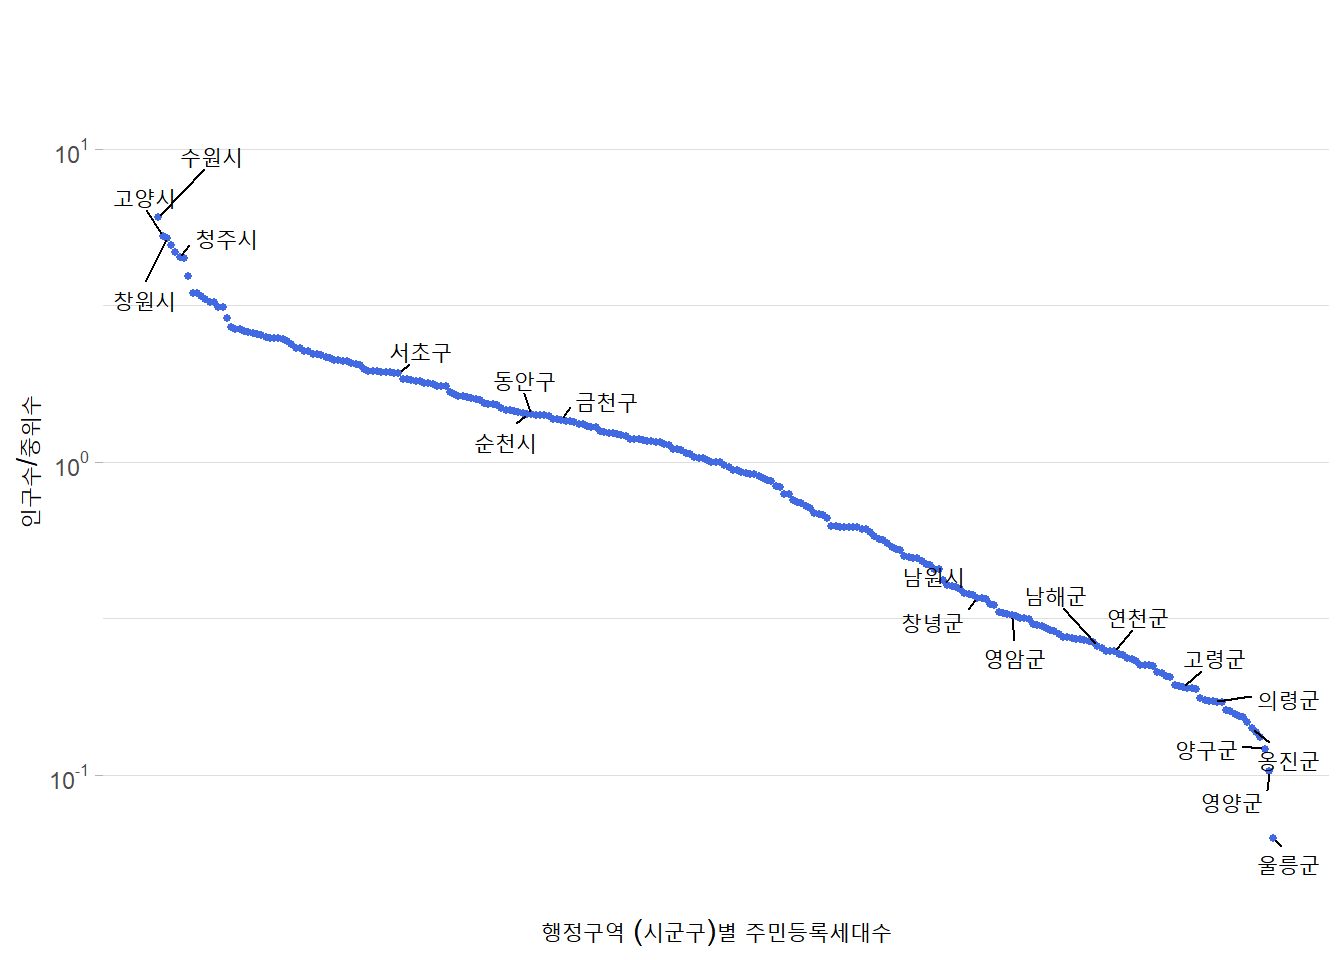 10¹
수원시
고양시
청주시
창원시
서초구
동안구
금천구
순천시
인구수/중위수
10⁰
남원시
남해군
창녕군
연천군
영암군
고령군
의령군
양구군
옹진군
10⁻¹
영양군
울릉군
행정구역 (시군구)별 주민등록세대수